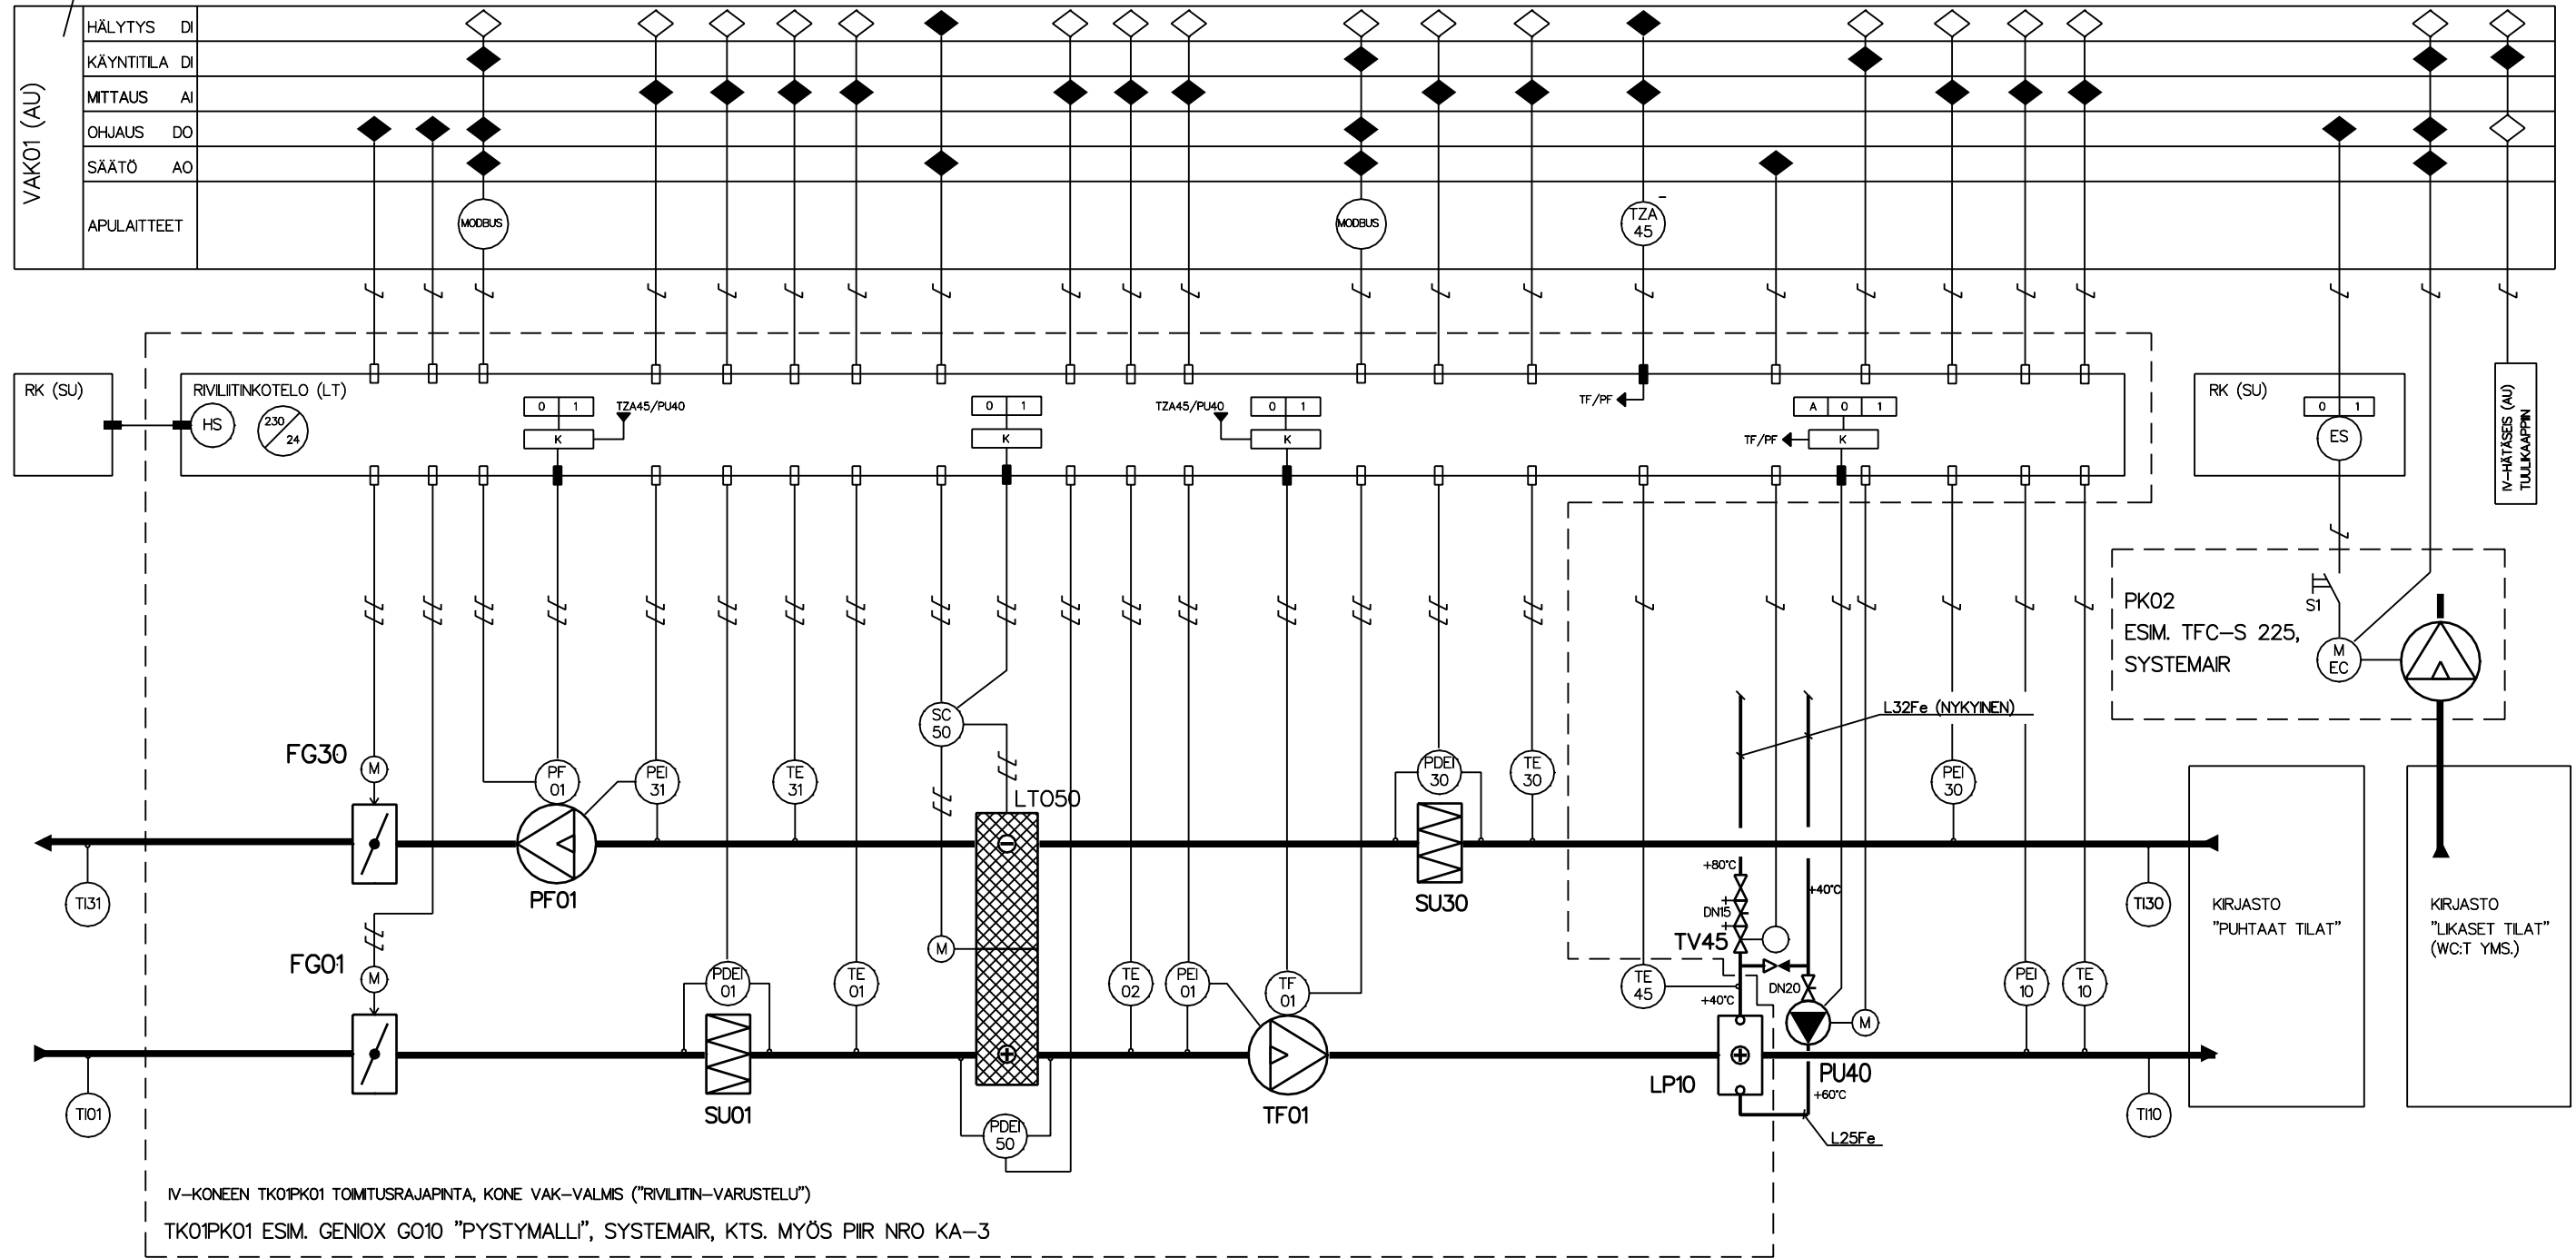 VAK01 (AU)
HÄLYTYS DI
KÄYNTITILA DI
MITTAUS AI
OHJAUS DO
SÄÄTÖ AO
APULAITTEET
MODBUS
MODBUS
TZA
45
–
RK (SU)
RIVILIITINKOTELO (LT)
HS
230
24
0 1
K
TZA45/PU40
0 1
K
TZA45/PU40
0 1
K
TF/PF
A 0 1
TF/PF
K
RK (SU)
0 1
ES
IV-HÄTÄSEIS (AU)
TUULIKAAPPIIN
PK02
ESIM. TFC-S 225,
SYSTEMAIR
S1
M
EC
L32Fe (NYKYINEN)
FG30
M
PF
01
PEI
31
TE
31
SC
50
LTO50
PDEI
30
TE
30
PEI
30
TI31
PF01
SU30
+80°C
+40°C
DN15
TV45
TI30
KIRJASTO
"PUHTAAT TILAT"
KIRJASTO
"LIKASET TILAT"
(WC:T YMS.)
FG01
M
PDEI
01
TE
01
M
TE
02
PEI
01
TF
01
TE
45
+40°C
DN20
M
PEI
10
TE
10
TI01
SU01
PDEI
50
TF01
LP10
PU40
+60°C
L25Fe
TI10
IV-KONEEN TK01PK01 TOIMITUSRAJAPINTA, KONE VAK-VALMIS ("RIVILIITIN-VARUSTELU")
TK01PK01 ESIM. GENIOX GO10 "PYSTYMALLI", SYSTEMAIR, KTS. MYÖS PIIR NRO KA-3